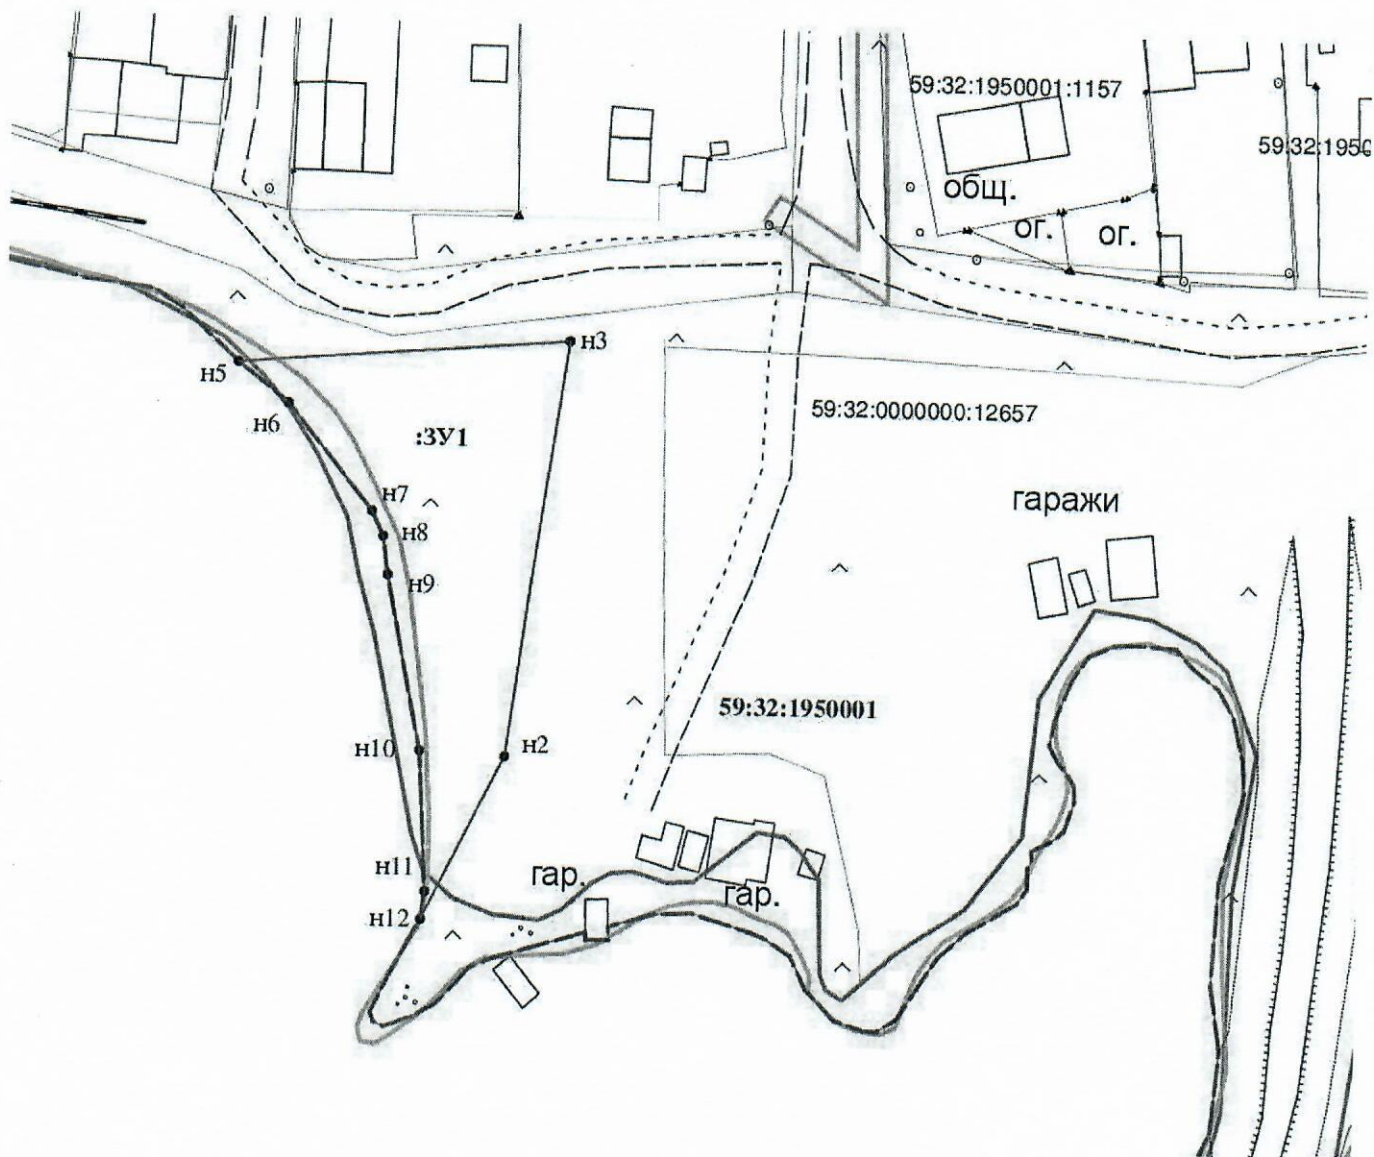 59:32:1950001:1157
59:32:1950
общ.
ог.
ог.
н3
н5
н6
59:32:0000000:12657
:ЗУ1
н7
гаражи
н8
н9
59:32:1950001
н10
н2
н11
гар.
гар.
н12